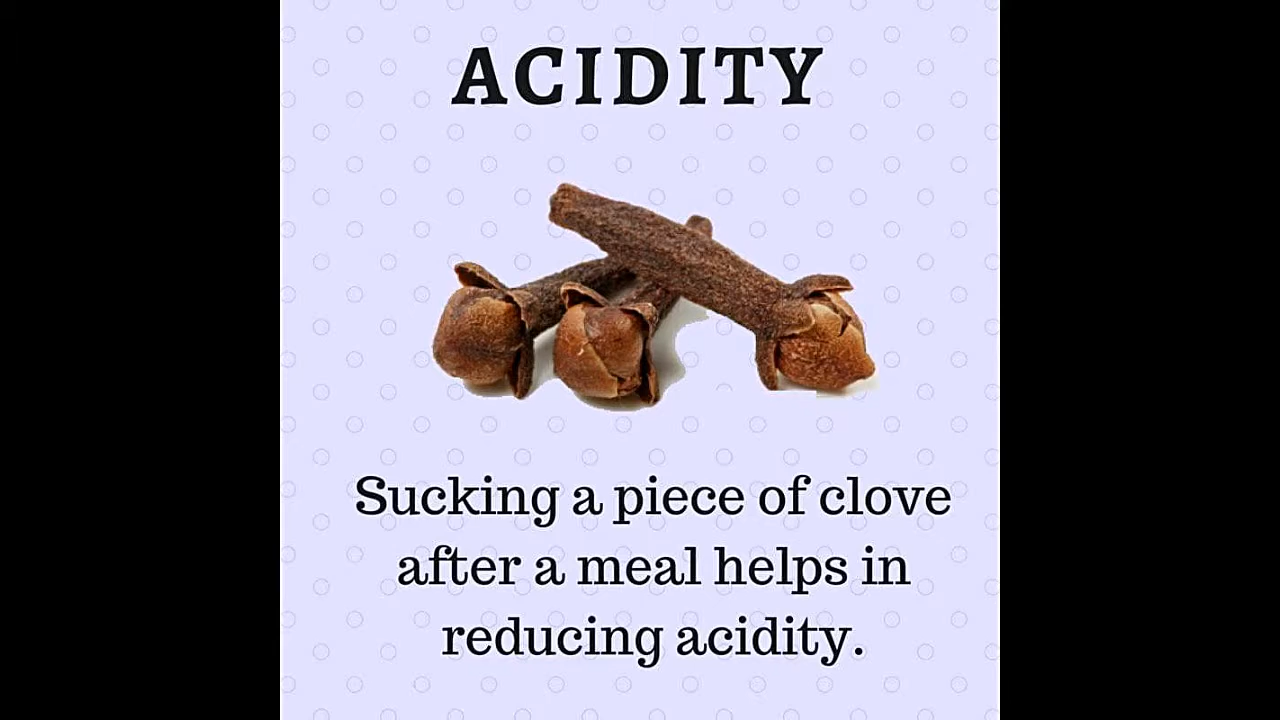 ACIDITY
Sucking a piece of clove
after a meal helps in
reducing acidity.